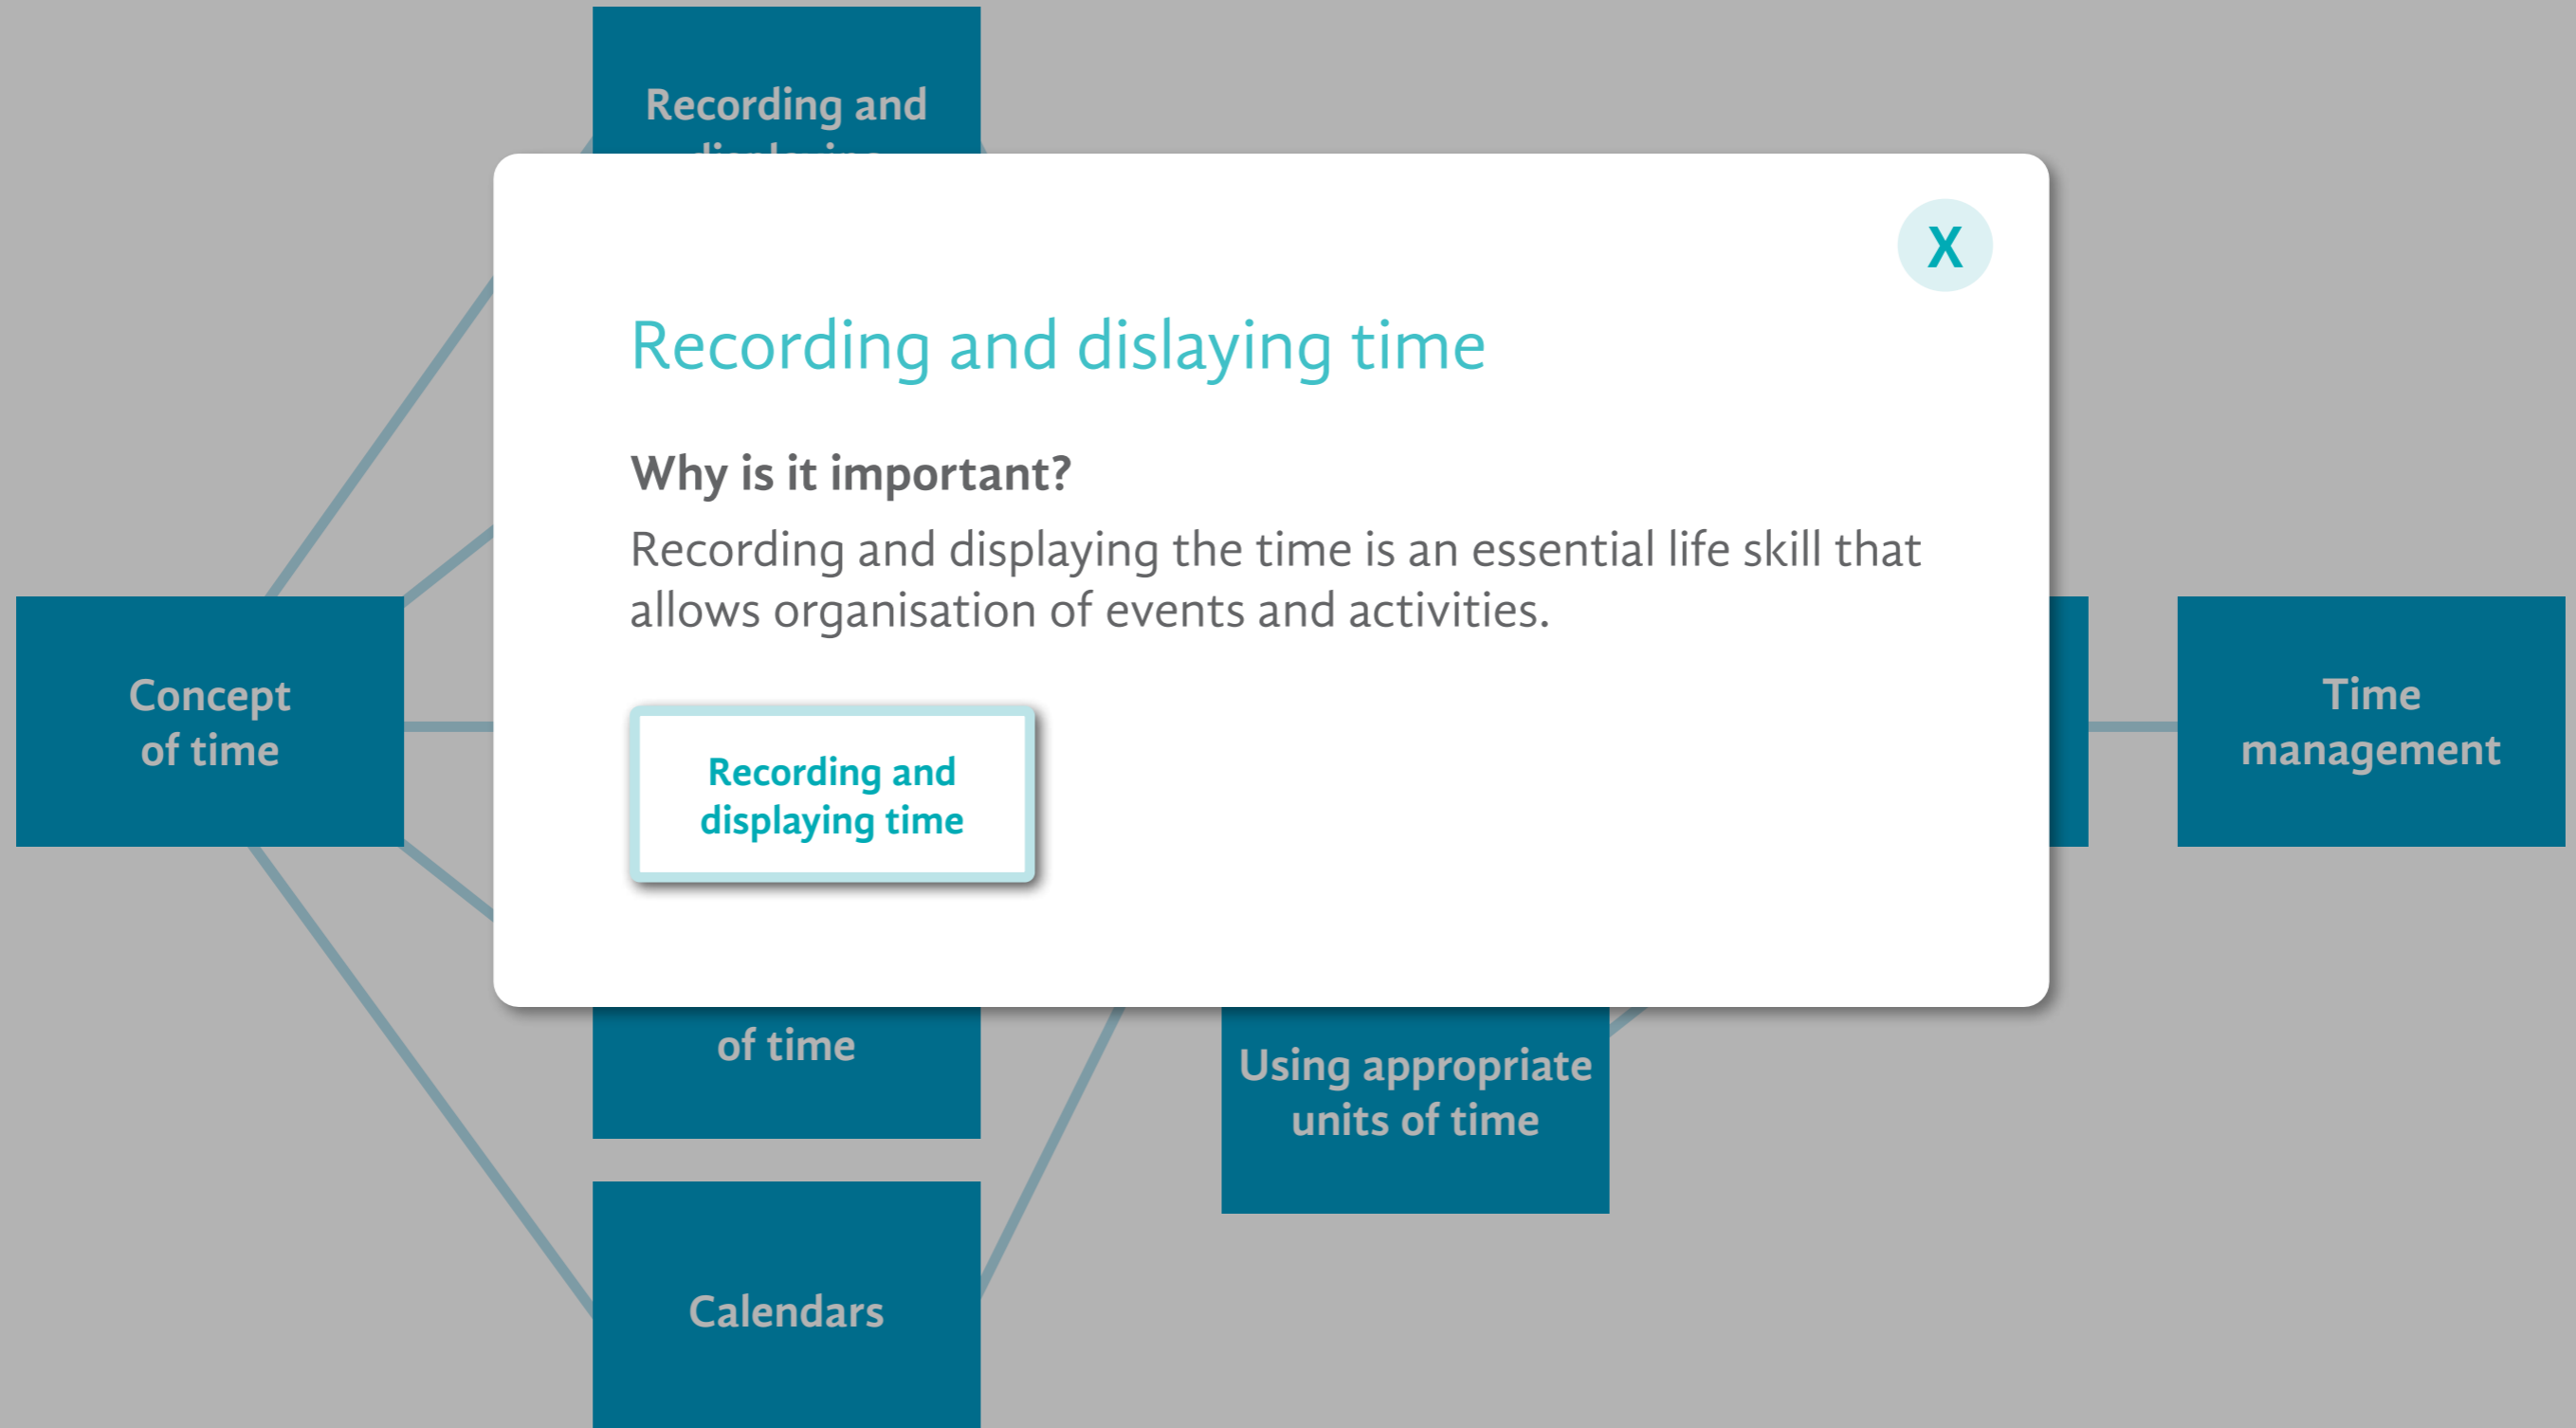 Recording and
X
Recording and dislaying time
Why is it important?
Recording and displaying the time is an essential life skill that
allows organisation of events and activities.
Concept
of time
Time
management
Recording and
displaying time
of time
Using appropriate
units of time
Calendars